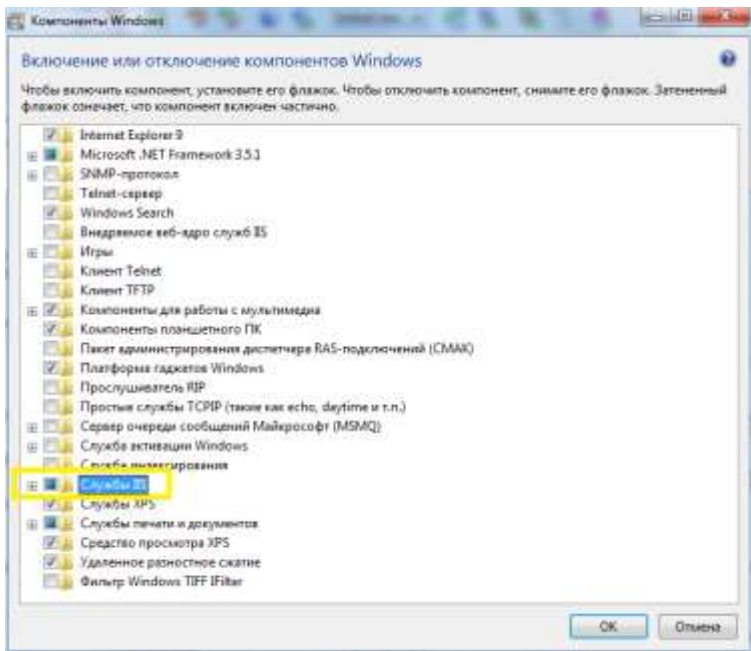 Компоненты Windows
Включение или отключение компонентов Windows
Чтобы включить компонент, установите его флажок. Чтобы отключить компонент, снимите его флажок. Затененный
флажок означает, что компонент включен частично.
Internet Explorer 9
Microsoft .NET Framework 3.5.1
SNMP-протокол
Telnet-сервер
Windows Search
Внедряемое веб-ядро служб IIS
Игры
Клиент Telnet
Клиент TFTP
Компоненты для работы с мультимедиа
Компоненты планшетного ПК
Пакет администрирования диспетчера RAS-подключений (CMAK)
Платформа гаджетов Windows
Прослушиватель RIP
Простые службы TCPIP (такие как echo, daytime и т.п.)
Сервер очереди сообщений Майкрософт (MSMQ)
Служба активации Windows
Служба индексирования
Службы IIS
Службы XPS
Службы печати и документов
Средство просмотра XPS
Удаленное разностное сжатие
Фильтр Windows TIFF IFilter
OK
Отмена